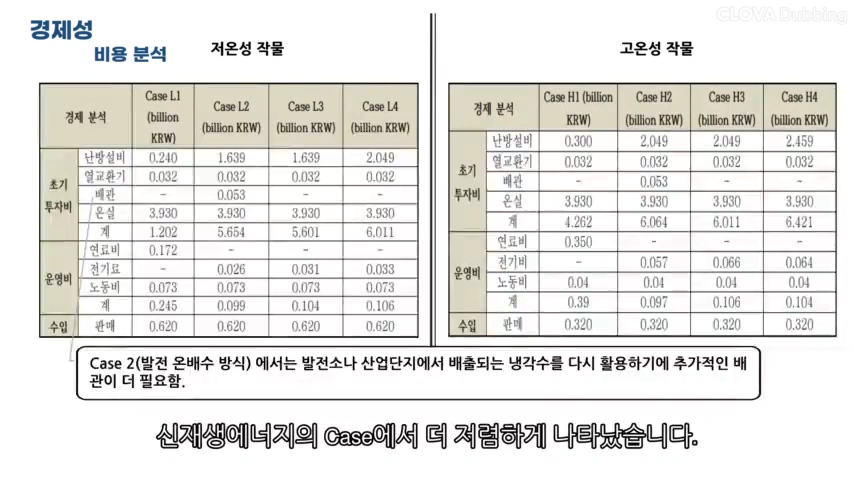 CLOVA Dubbing
경제성
비용 분석
저온성 작물
경제 분석 Case L1 (billion KRW) Case L2 (billion KRW) Case L3 (billion KRW) Case L4 (billion KRW)
초기 투자비 난방설비 0.240 1.639 1.639 2.049
열교환기 0.032 0.032 0.032 0.032
배관 - 0.053 - -
온실 3.930 3.930 3.930 3.930
계 1.202 5.654 5.601 6.011
운영비 연료비 0.172 - - -
전기료 - 0.026 0.031 0.033
노동비 0.073 0.073 0.073 0.073
계 0.245 0.099 0.104 0.106
수입 판매 0.620 0.620 0.620 0.620
고온성 작물
경제 분석 Case H1 (billion KRW) Case H2 (billion KRW) Case H3 (billion KRW) Case H4 (billion KRW)
초기 투자비 난방설비 0.300 2.049 2.049 2.459
열교환기 0.032 0.032 0.032 0.032
배관 - 0.053 - -
온실 3.930 3.930 3.930 3.930
계 4.262 6.064 6.011 6.421
운영비 연료비 0.350 - - -
전기비 - 0.057 0.066 0.064
노동비 0.04 0.04 0.04 0.04
계 0.39 0.097 0.106 0.104
수입 판매 0.320 0.320 0.320 0.320
Case 2(발전 온배수 방식) 에서는 발전소나 산업단지에서 배출되는 냉각수를 다시 활용하기에 추가적인 배
관이 더 필요함.
신재생에너지의 Case에서 더 저렴하게 나타났습니다.